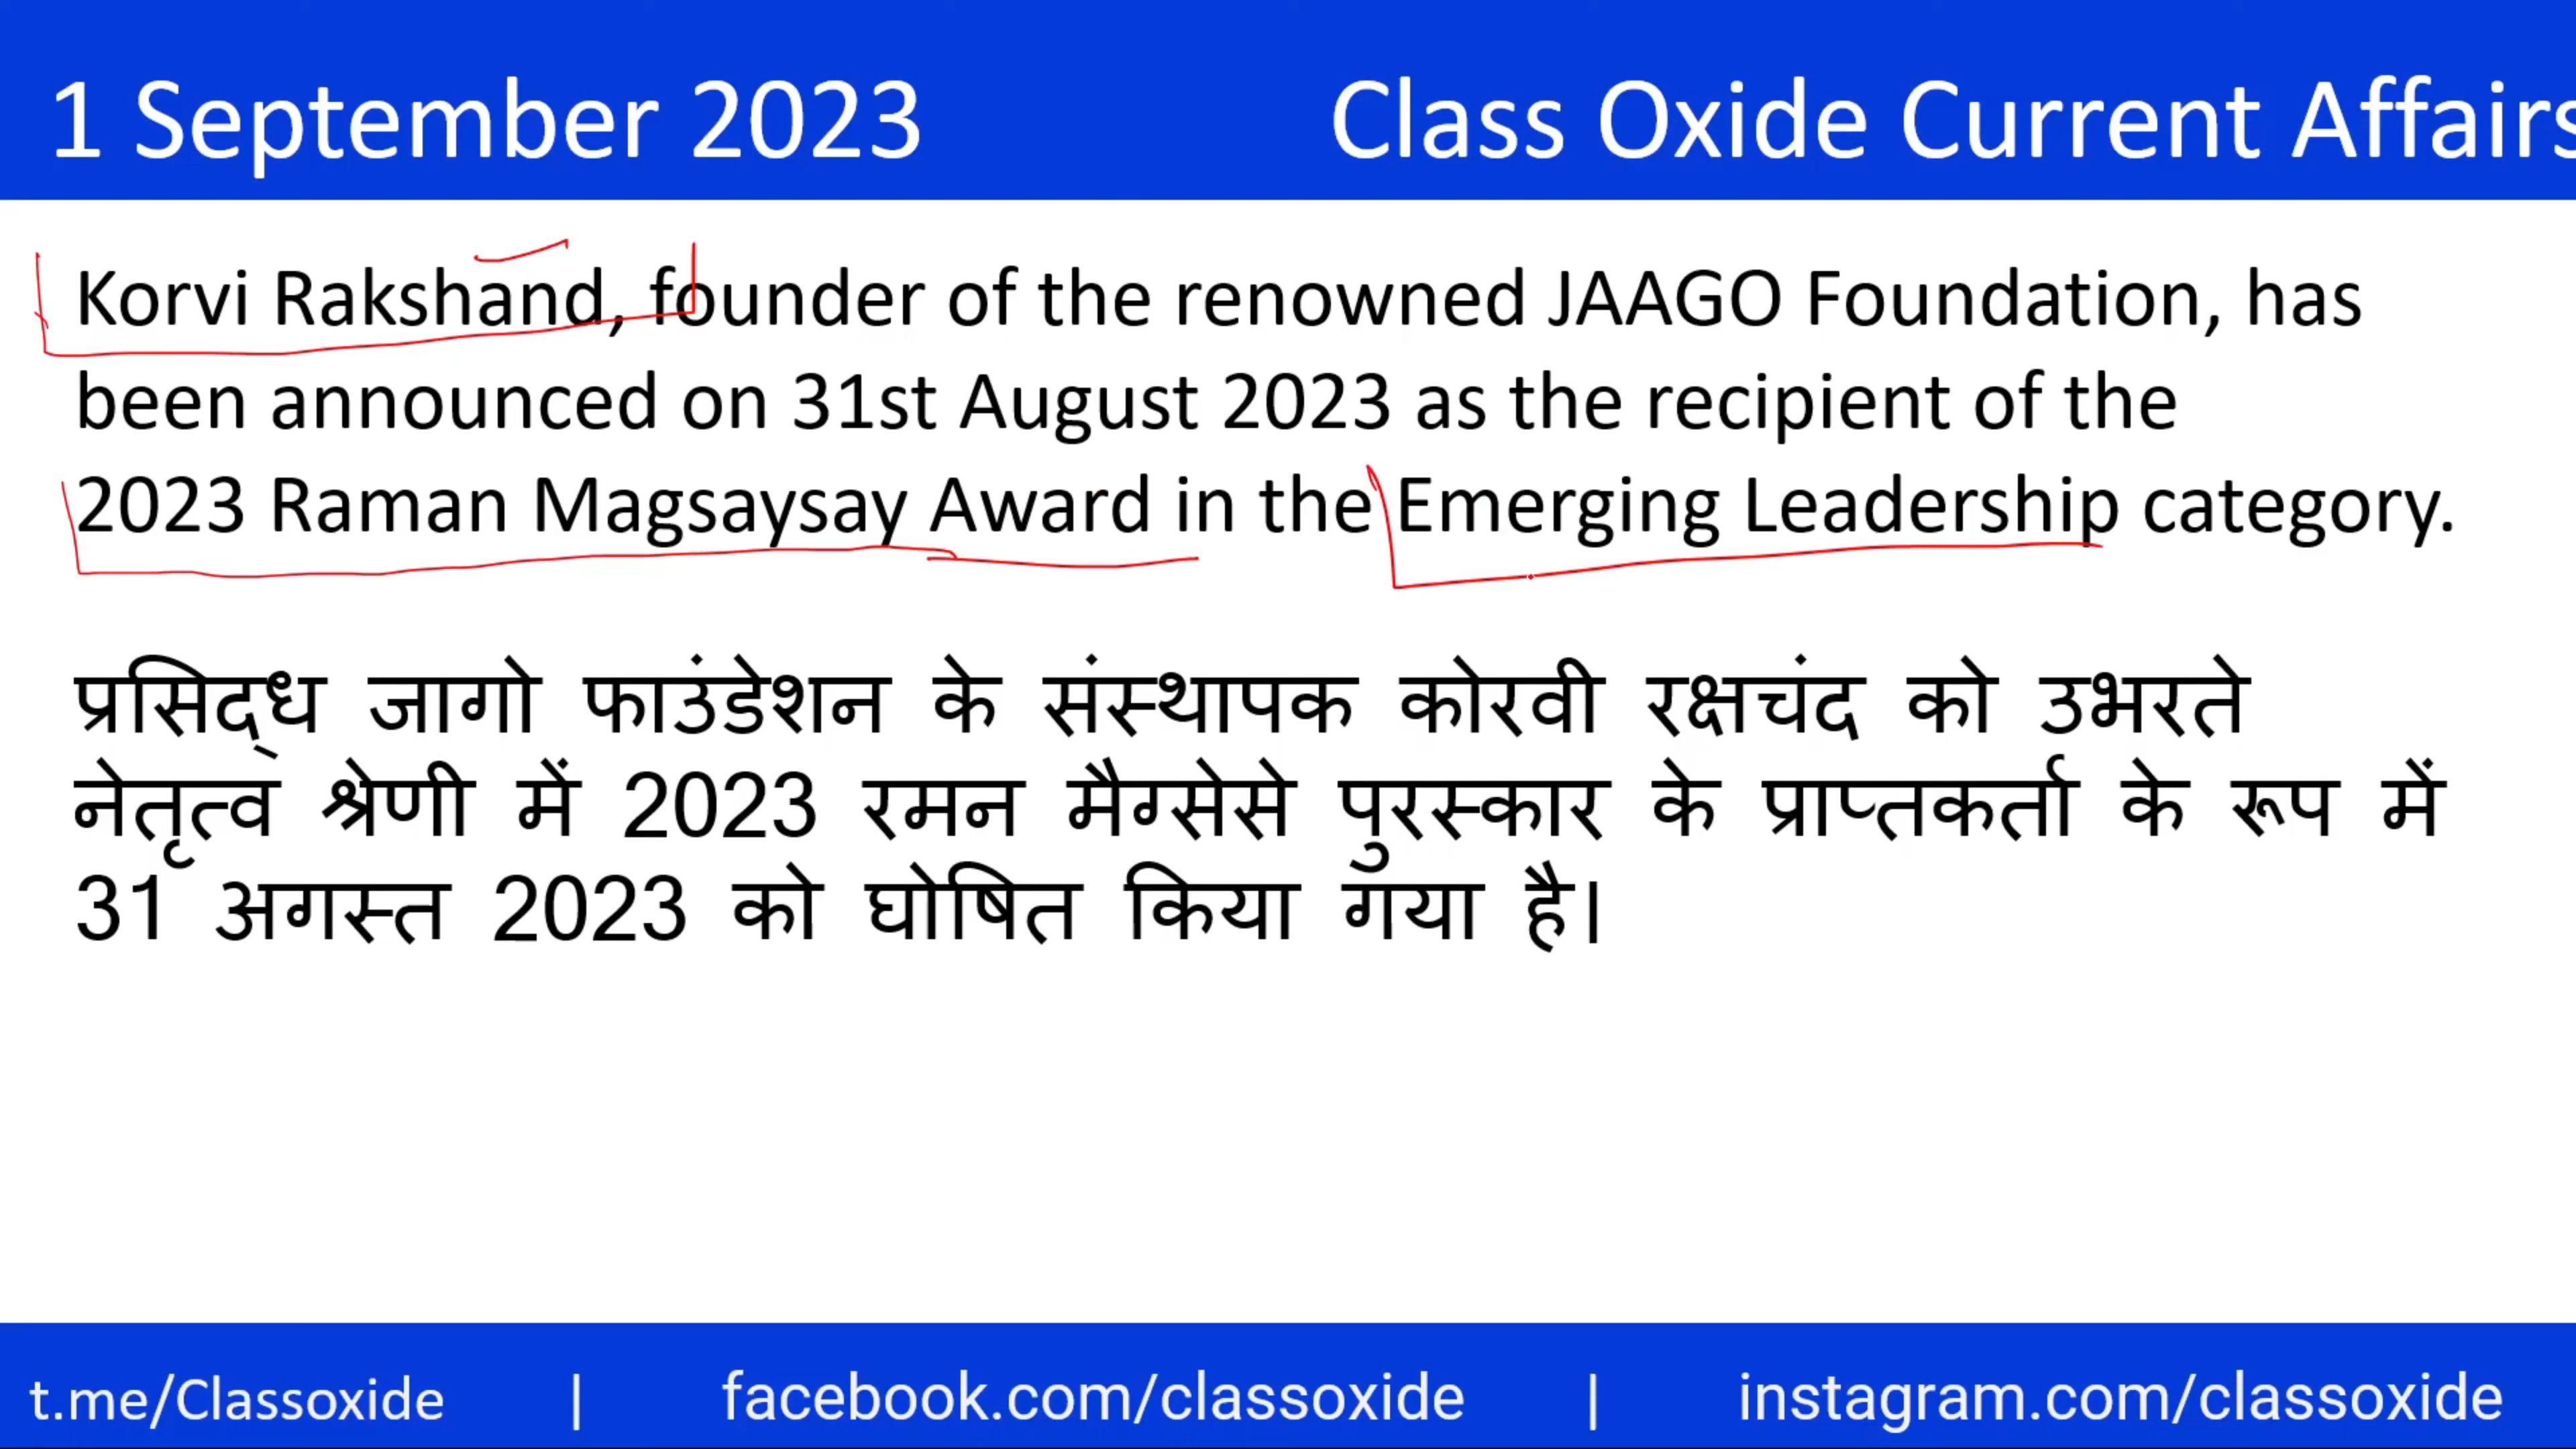 1 September 2023 Class Oxide Current Affairs
Korvi Rakshand, founder of the renowned JAAGO Foundation, has
been announced on 31st August 2023 as the recipient of the
2023 Raman Magsaysay Award in the Emerging Leadership category.
प्रसिद्ध जागो फाउंडेशन के संस्थापक कोरवी रक्षचंद को उभरते
नेतृत्व श्रेणी में 2023 रमन मैग्सेसे पुरस्कार के प्राप्तकर्ता के रूप में
31 अगस्त 2023 को घोषित किया गया है।
t.me/Classoxide | facebook.com/classoxide | instagram.com/classoxide